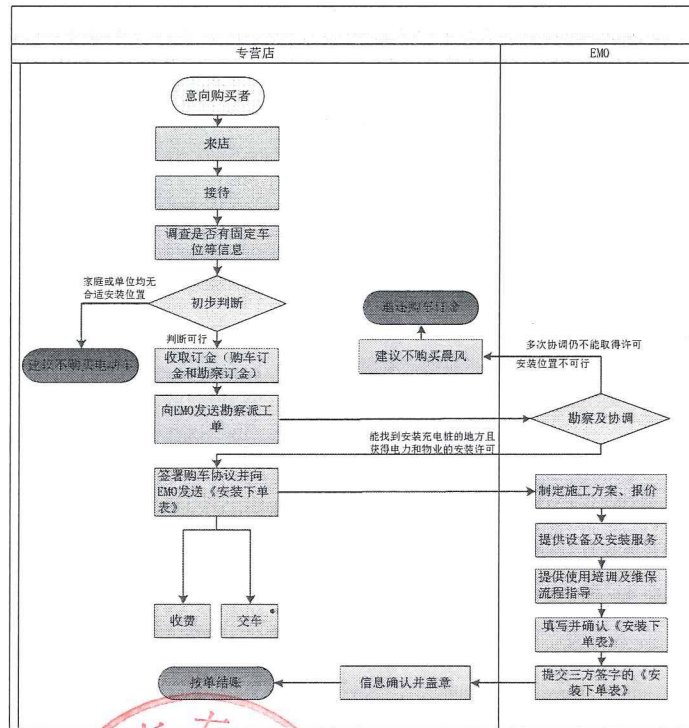 专营店
EMO
意向购买者
来店
接待
调查是否有固定车
位等信息
家庭或单位均无
合适安装位置
初步判断
建议不购买电动车
判断可行
收取订金（购车订
金和勘察订金）
退还购车订金
建议不购买晨风
多次协调仍不能取得许可
安装位置不可行
向EMO发送勘察派工
单
勘察及协调
能找到安装充电桩的地方且
获得电力和物业的安装许可
签署购车协议并向
EMO发送《安装下单
表》
制定施工方案、报价
提供设备及安装服务
提供使用培训及维保
流程指导
收费
交车
填写并确认《安装下
单表》
按单结账
信息确认并盖章
提交三方签字的《安
装下单表》